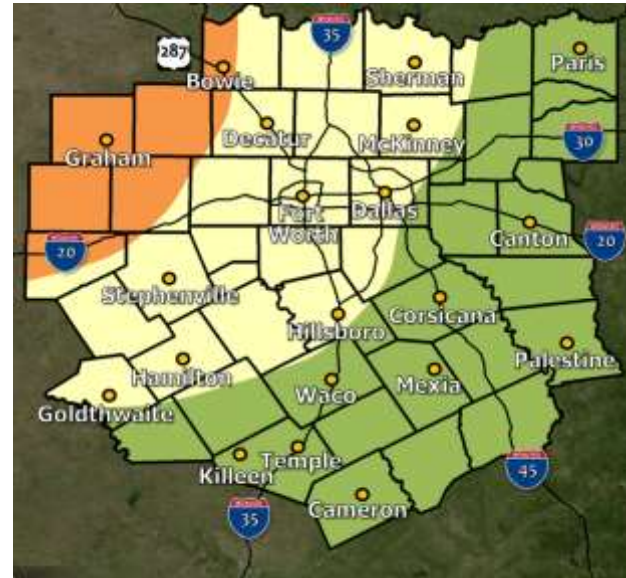 35
287
Paris
Bowie
Sherman
Decatur
McKinney
30
Graham
Fort
Worth
Dallas
Canton
20
20
Stephenville
Hillsboro
Corsicana
Palestine
Hamilton
Waco
Mexia
Goldthwaite
Killeen
Temple
45
Cameron
35